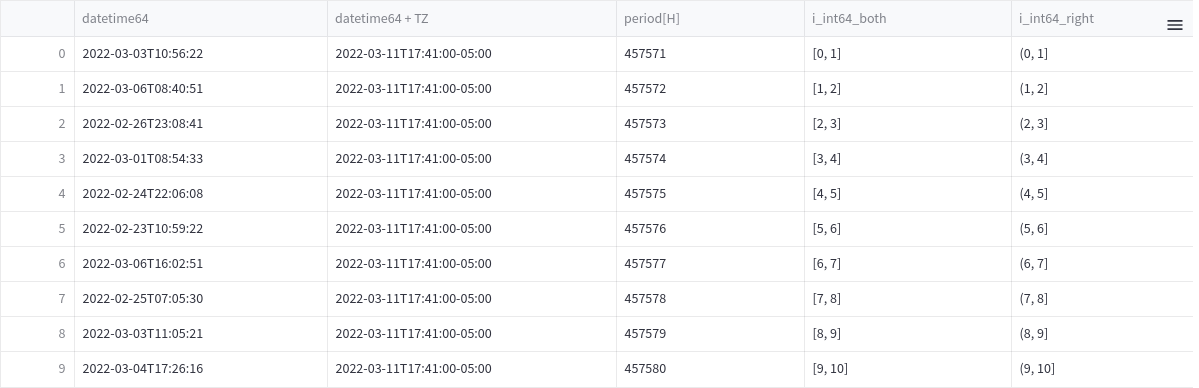 datetime64 datetime64 + TZ period[H] i_int64_both i_int64_right
0 2022-03-03T10:56:22 2022-03-11T17:41:00-05:00 457571 [0, 1] (0, 1]
1 2022-03-06T08:40:51 2022-03-11T17:41:00-05:00 457572 [1, 2] (1, 2]
2 2022-02-26T23:08:41 2022-03-11T17:41:00-05:00 457573 [2, 3] (2, 3]
3 2022-03-01T08:54:33 2022-03-11T17:41:00-05:00 457574 [3, 4] (3, 4]
4 2022-02-24T22:06:08 2022-03-11T17:41:00-05:00 457575 [4, 5] (4, 5]
5 2022-02-23T10:59:22 2022-03-11T17:41:00-05:00 457576 [5, 6] (5, 6]
6 2022-03-06T16:02:51 2022-03-11T17:41:00-05:00 457577 [6, 7] (6, 7]
7 2022-02-25T07:05:30 2022-03-11T17:41:00-05:00 457578 [7, 8] (7, 8]
8 2022-03-03T11:05:21 2022-03-11T17:41:00-05:00 457579 [8, 9] (8, 9]
9 2022-03-04T17:26:16 2022-03-11T17:41:00-05:00 457580 [9, 10] (9, 10]